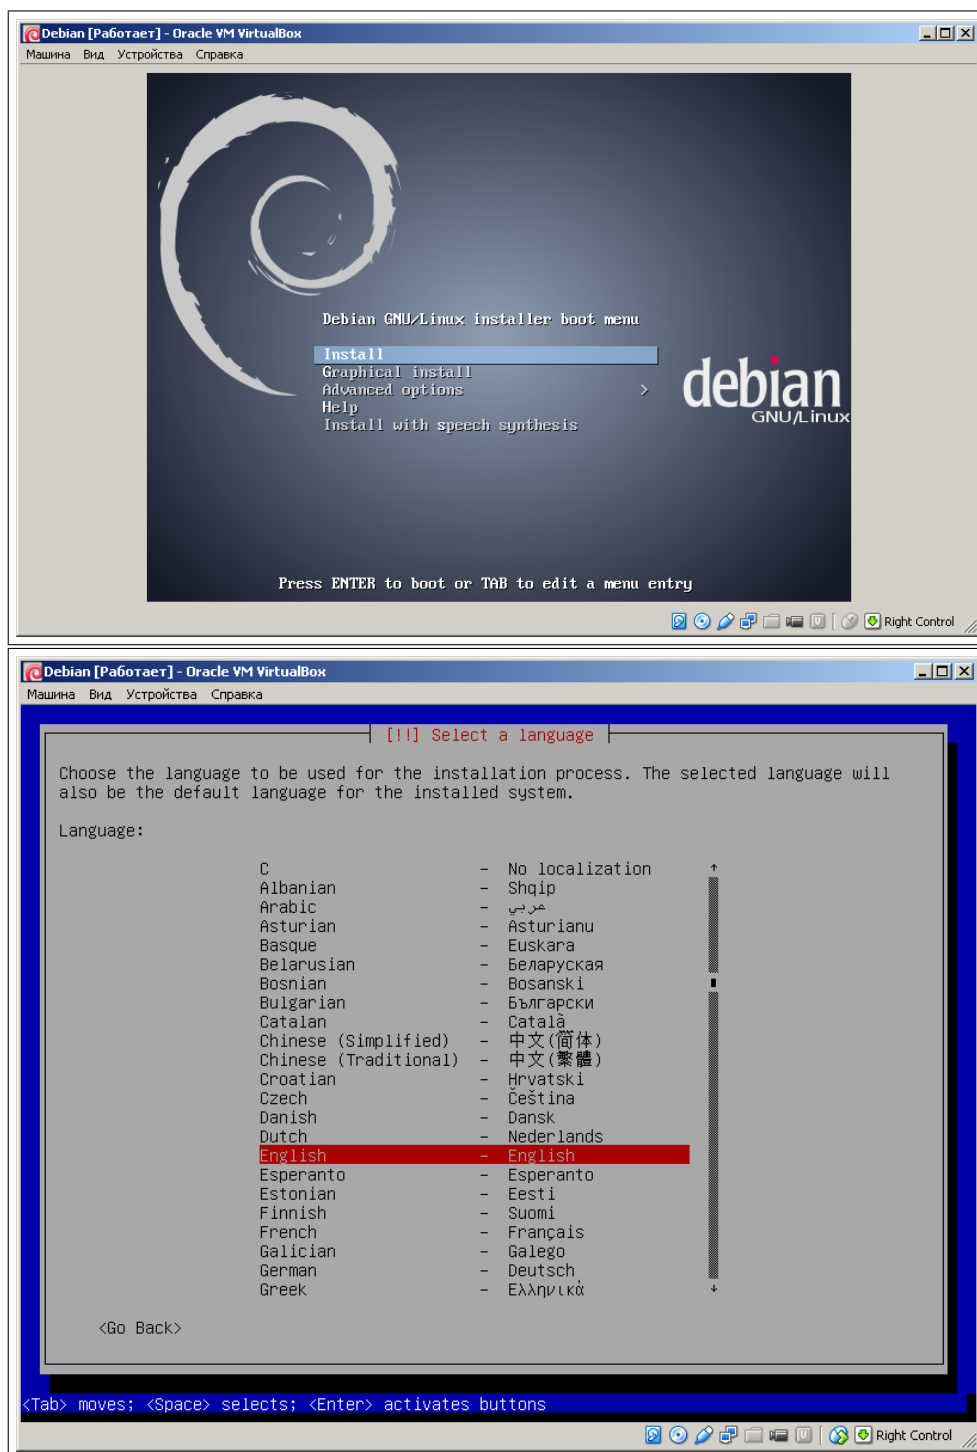 Debian [Работает] - Oracle VM VirtualBox
Машина Вид Устройства Справка
Debian GNU/Linux installer boot menu
Install
Graphical install
Advanced options >
Help
Install with speech synthesis
debian
GNU/Linux
Press ENTER to boot or TAB to edit a menu entry
Right Control
Debian [Работает] - Oracle VM VirtualBox
Машина Вид Устройства Справка
[!!] Select a language
Choose the language to be used for the installation process. The selected language will
also be the default language for the installed system.
Language:
C - No localization
Albanian - Shqip
Arabic - عربي
Asturian - Asturianu
Basque - Euskara
Belarusian - Беларуская
Bosnian - Bosanski
Bulgarian - Български
Catalan - Català
Chinese (Simplified) - 中文(简体)
Chinese (Traditional) - 中文(繁體)
Croatian - Hrvatski
Czech - Čeština
Danish - Dansk
Dutch - Nederlands
English - English
Esperanto - Esperanto
Estonian - Eesti
Finnish - Suomi
French - Français
Galician - Galego
German - Deutsch
Greek - Ελληνικά
<Go Back>
<Tab> moves; <Space> selects; <Enter> activates buttons
Right Control